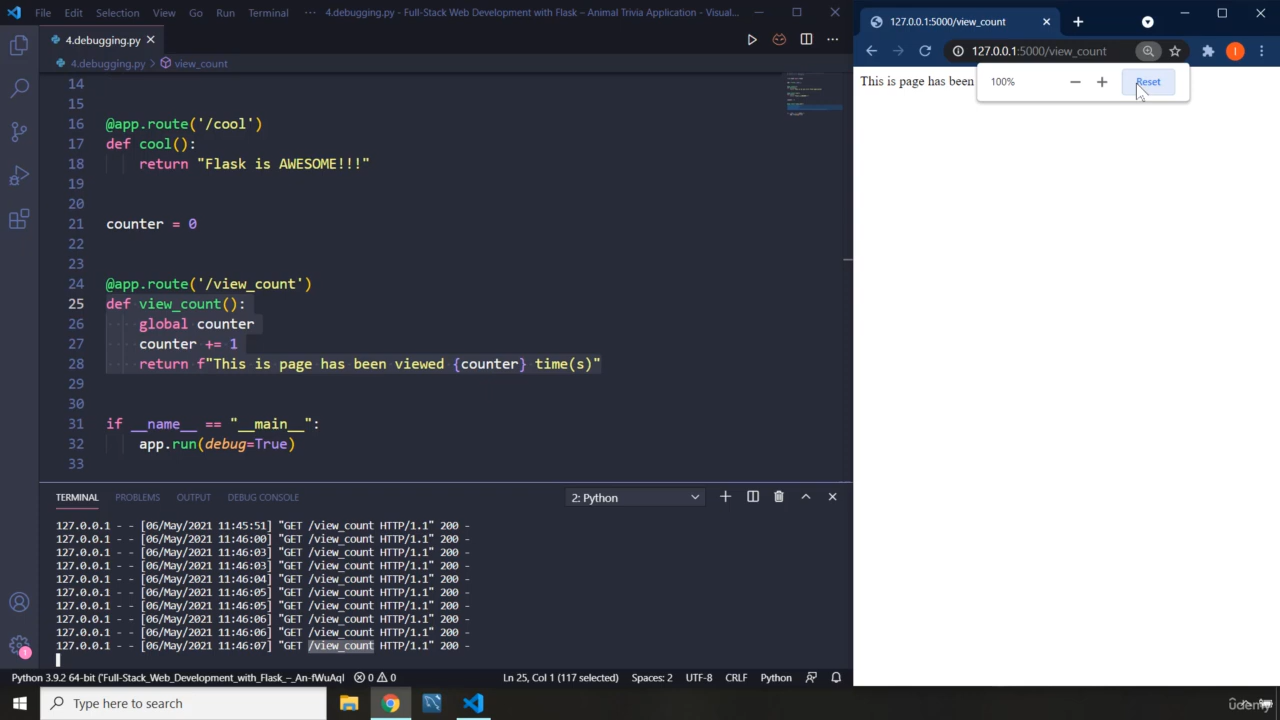 File Edit Selection View Go Run Terminal ··· 4.debugging.py – Full-Stack Web Development with Flask – Animal Trivia Application – Visual...
4.debugging.py
4.debugging.py view_count
14
15
16 @app.route('/cool')
17 def cool():
18 return "Flask is AWESOME!!!"
19
20
21 counter = 0
22
23
24 @app.route('/view_count')
25 def view_count():
26 global counter
27 counter += 1
28 return f"This is page has been viewed {counter} time(s)"
29
30
31 if __name__ == "__main__":
32 app.run(debug=True)
33
TERMINAL PROBLEMS OUTPUT DEBUG CONSOLE 2: Python
127.0.0.1 - - [06/May/2021 11:45:51] "GET /view_count HTTP/1.1" 200 -
127.0.0.1 - - [06/May/2021 11:46:00] "GET /view_count HTTP/1.1" 200 -
127.0.0.1 - - [06/May/2021 11:46:03] "GET /view_count HTTP/1.1" 200 -
127.0.0.1 - - [06/May/2021 11:46:03] "GET /view_count HTTP/1.1" 200 -
127.0.0.1 - - [06/May/2021 11:46:04] "GET /view_count HTTP/1.1" 200 -
127.0.0.1 - - [06/May/2021 11:46:05] "GET /view_count HTTP/1.1" 200 -
127.0.0.1 - - [06/May/2021 11:46:05] "GET /view_count HTTP/1.1" 200 -
127.0.0.1 - - [06/May/2021 11:46:06] "GET /view_count HTTP/1.1" 200 -
127.0.0.1 - - [06/May/2021 11:46:06] "GET /view_count HTTP/1.1" 200 -
127.0.0.1 - - [06/May/2021 11:46:07] "GET /view_count HTTP/1.1" 200 -
1
Python 3.9.2 64-bit ('Full-Stack_Web_Development_with_Flask_-_An-fWuAqI') 0 0 Ln 25, Col 1 (117 selected) Spaces: 2 UTF-8 CRLF Python
127.0.0.1:5000/view_count
127.0.0.1:5000/view_count I
This is page has been
100% − + Reset
Type here to search
udemy